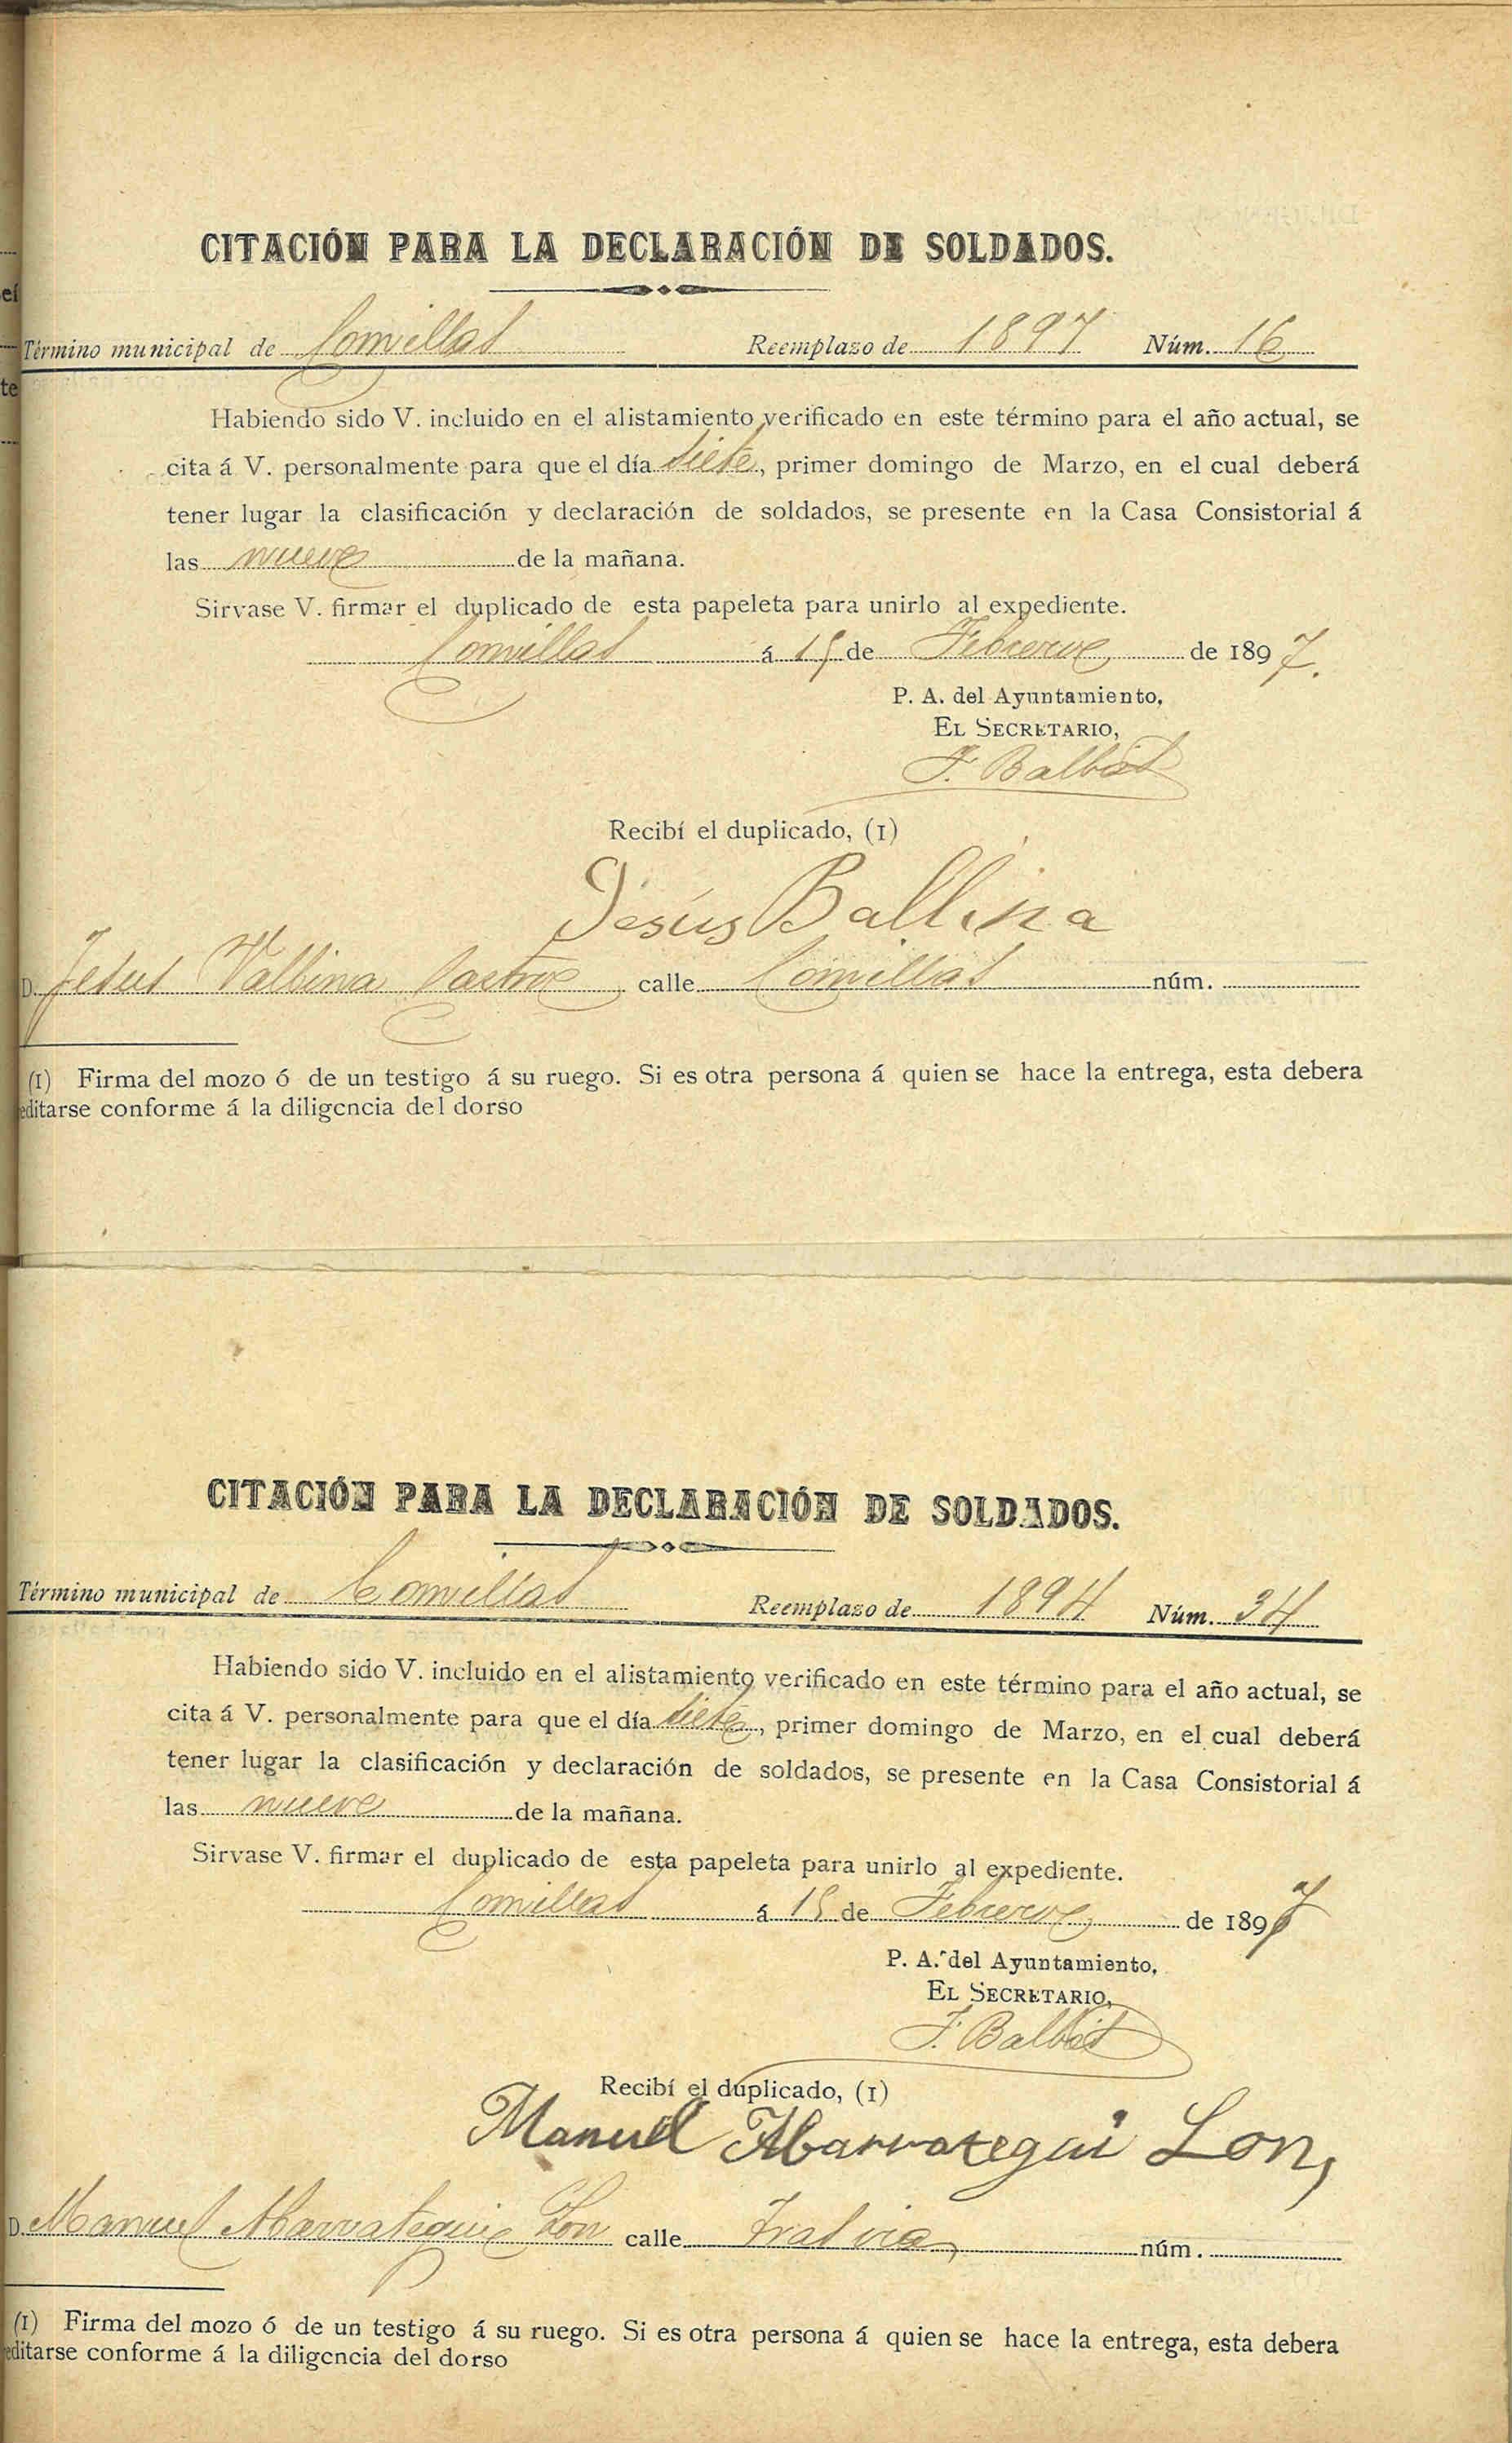 CITACIÓN PARA LA DECLARACIÓN DE SOLDADOS.
Término municipal de Comillas Reemplazo de 1897 Núm. 16
Habiendo sido V. incluido en el alistamiento verificado en este término para el año actual, se
cita á V. personalmente para que el día siete, primer domingo de Marzo, en el cual deberá
tener lugar la clasificación y declaración de soldados, se presente en la Casa Consistorial á
las nueve de la mañana.
Sirvase V. firmar el duplicado de esta papeleta para unirlo al expediente.
Comillas á 15 de Febrero de 1897.
P. A. del Ayuntamiento,
EL SECRETARIO,
F. Balbás
Recibí el duplicado, (1)
Jesús Ballina
D. Jesus Vallina Castro calle Comillas núm.
(1) Firma del mozo ó de un testigo á su ruego. Si es otra persona á quien se hace la entrega, esta debera
editarse conforme á la diligencia del dorso
CITACIÓN PARA LA DECLARACIÓN DE SOLDADOS.
Término municipal de Comillas Reemplazo de 1894 Núm. 34
Habiendo sido V. incluido en el alistamiento verificado en este término para el año actual, se
cita á V. personalmente para que el día siete, primer domingo de Marzo, en el cual deberá
tener lugar la clasificación y declaración de soldados, se presente en la Casa Consistorial á
las nueve de la mañana.
Sirvase V. firmar el duplicado de esta papeleta para unirlo al expediente.
Comillas á 15 de Febrero de 1897
P. A. del Ayuntamiento,
EL SECRETARIO,
F. Balbás
Recibí el duplicado, (1)
Manuel Abarrategui Lon,
D. Manuel Abarrategui Lon calle Trasvia núm.
(1) Firma del mozo ó de un testigo á su ruego. Si es otra persona á quien se hace la entrega, esta debera
editarse conforme á la diligencia del dorso